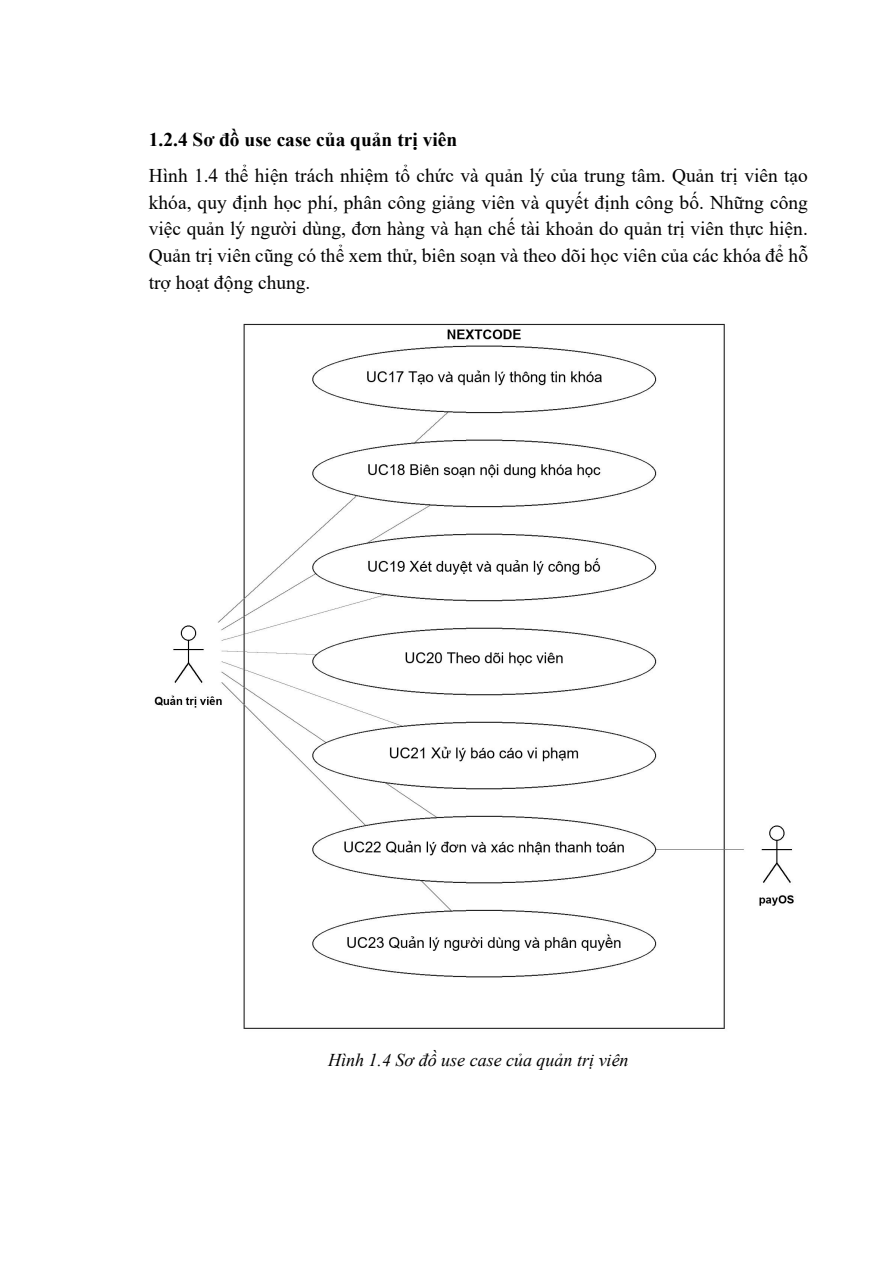 1.2.4 Sơ đồ use case của quản trị viên
Hình 1.4 thể hiện trách nhiệm tổ chức và quản lý của trung tâm. Quản trị viên tạo
khóa, quy định học phí, phân công giảng viên và quyết định công bố. Những công
việc quản lý người dùng, đơn hàng và hạn chế tài khoản do quản trị viên thực hiện.
Quản trị viên cũng có thể xem thử, biên soạn và theo dõi học viên của các khóa để hỗ
trợ hoạt động chung.
NEXTCODE
UC17 Tạo và quản lý thông tin khóa
UC18 Biên soạn nội dung khóa học
UC19 Xét duyệt và quản lý công bố
UC20 Theo dõi học viên
Quản trị viên
UC21 Xử lý báo cáo vi phạm
UC22 Quản lý đơn và xác nhận thanh toán
payOS
UC23 Quản lý người dùng và phân quyền
Hình 1.4 Sơ đồ use case của quản trị viên